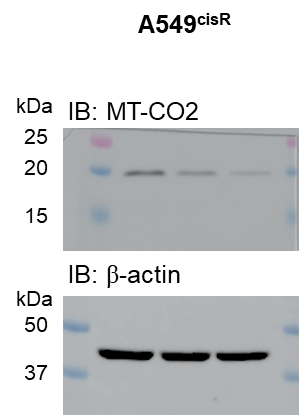 A549cisR
kDa
IB: MT-CO2
25
20
15
IB: β-actin
kDa
50
37